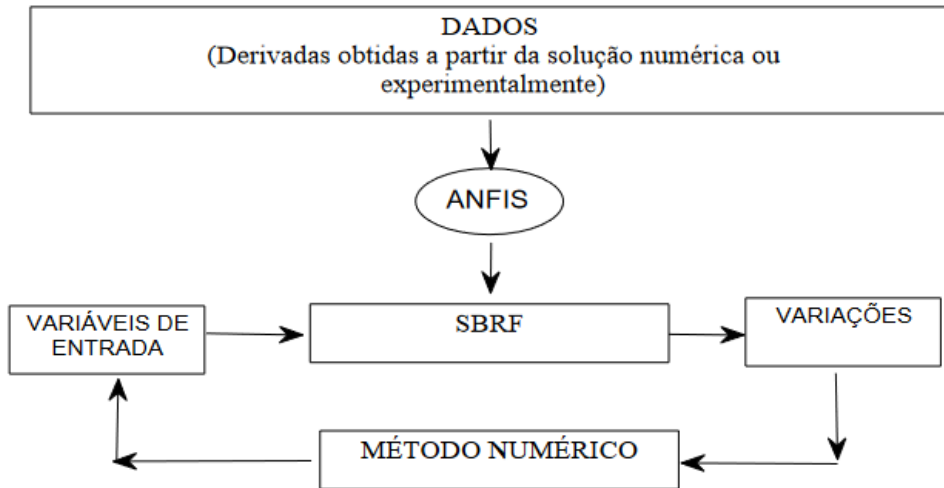 DADOS
(Derivadas obtidas a partir da solução numérica ou
experimentalmente)
ANFIS
VARIÁVEIS DE
ENTRADA
SBRF
VARIAÇÕES
MÉTODO NUMÉRICO